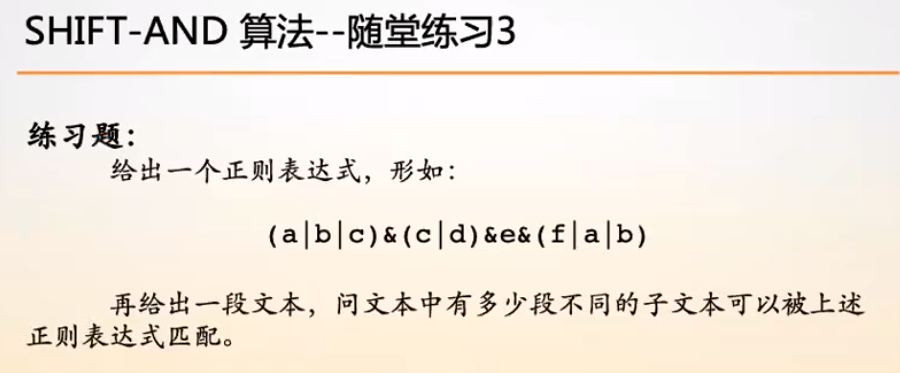 SHIFT-AND 算法--随堂练习3
练习题：
给出一个正则表达式，形如：
(a|b|c)&(c|d)&e&(f|a|b)
再给出一段文本，问文本中有多少段不同的子文本可以被上述
正则表达式匹配。